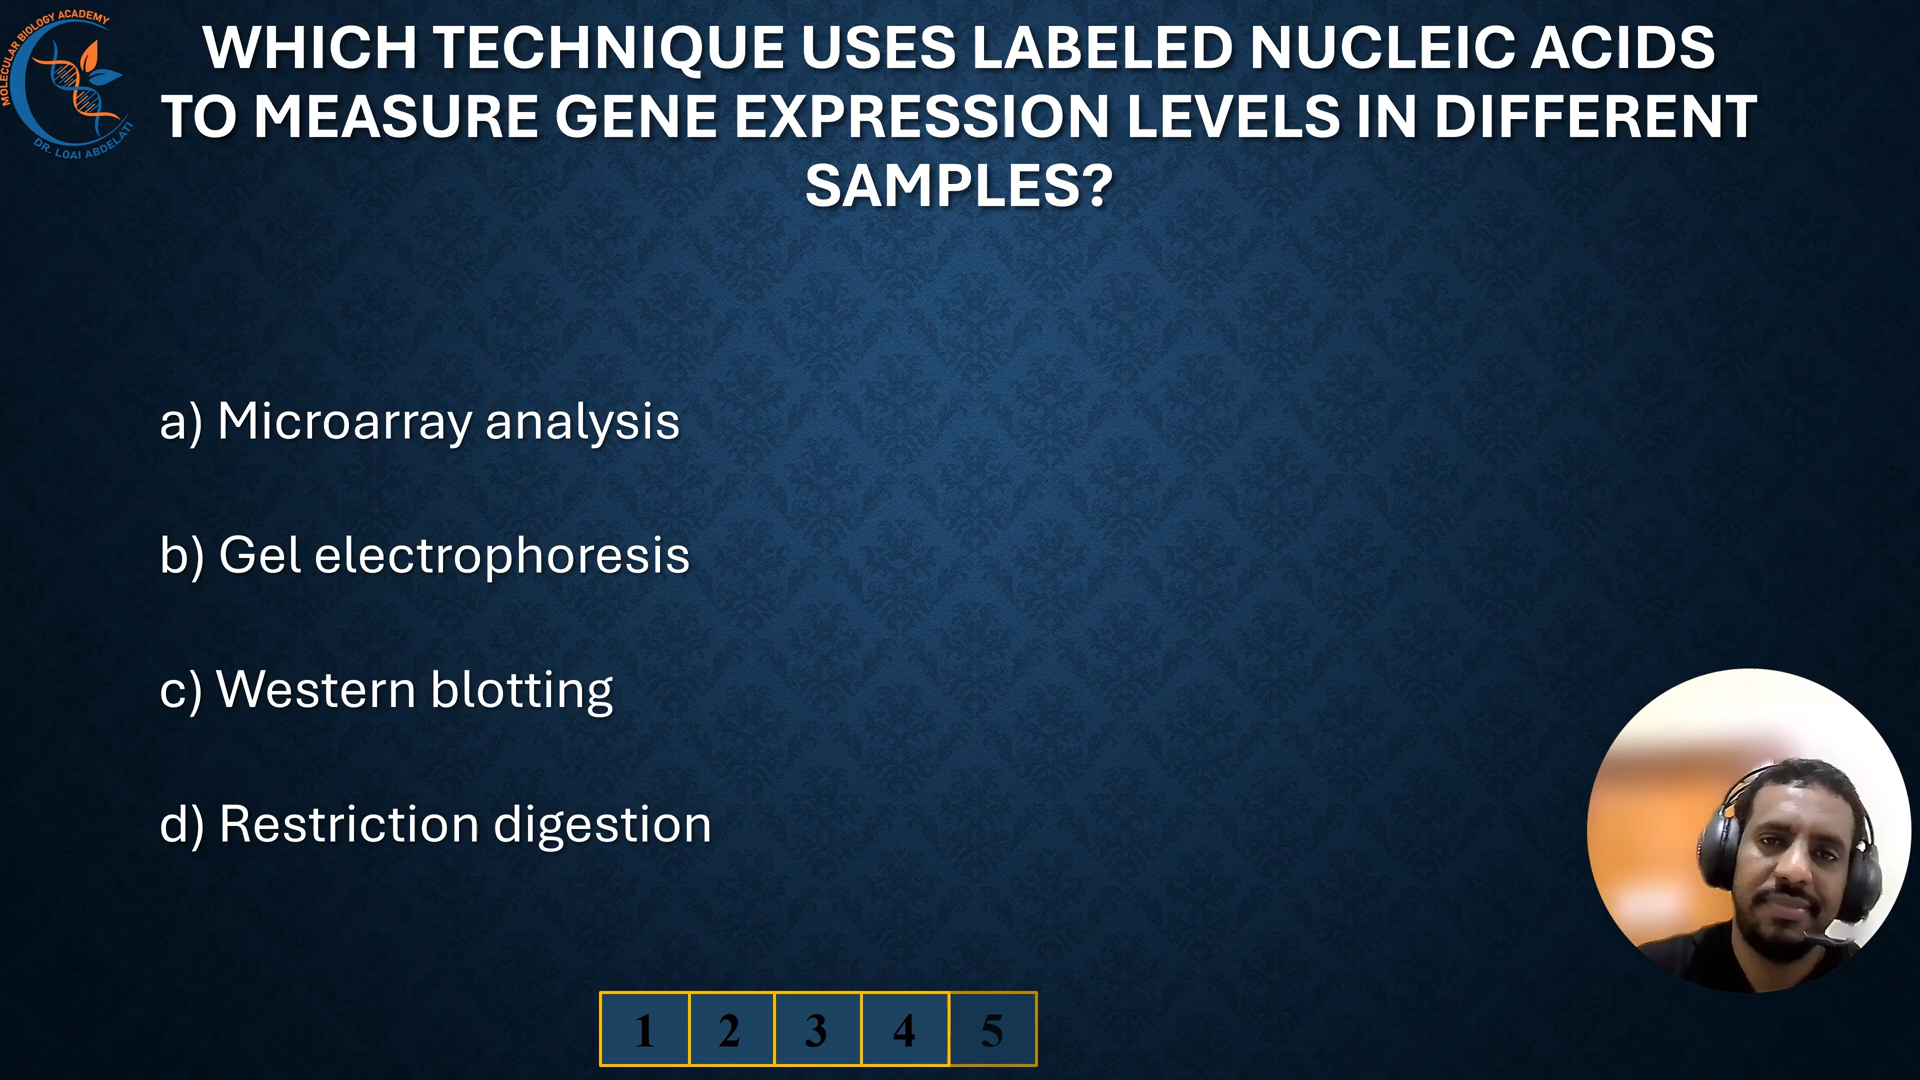 MOLECULAR BIOLOGY ACADEMY
DR. LOAI ABDELATI
WHICH TECHNIQUE USES LABELED NUCLEIC ACIDS
TO MEASURE GENE EXPRESSION LEVELS IN DIFFERENT
SAMPLES?
a) Microarray analysis
b) Gel electrophoresis
c) Western blotting
d) Restriction digestion
1 2 3 4 5